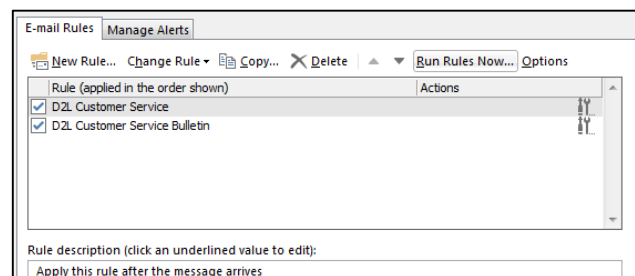 E-mail Rules Manage Alerts
New Rule... Change Rule Copy... Delete Run Rules Now... Options
Rule (applied in the order shown) Actions
D2L Customer Service
D2L Customer Service Bulletin
Rule description (click an underlined value to edit):
Apply this rule after the message arrives